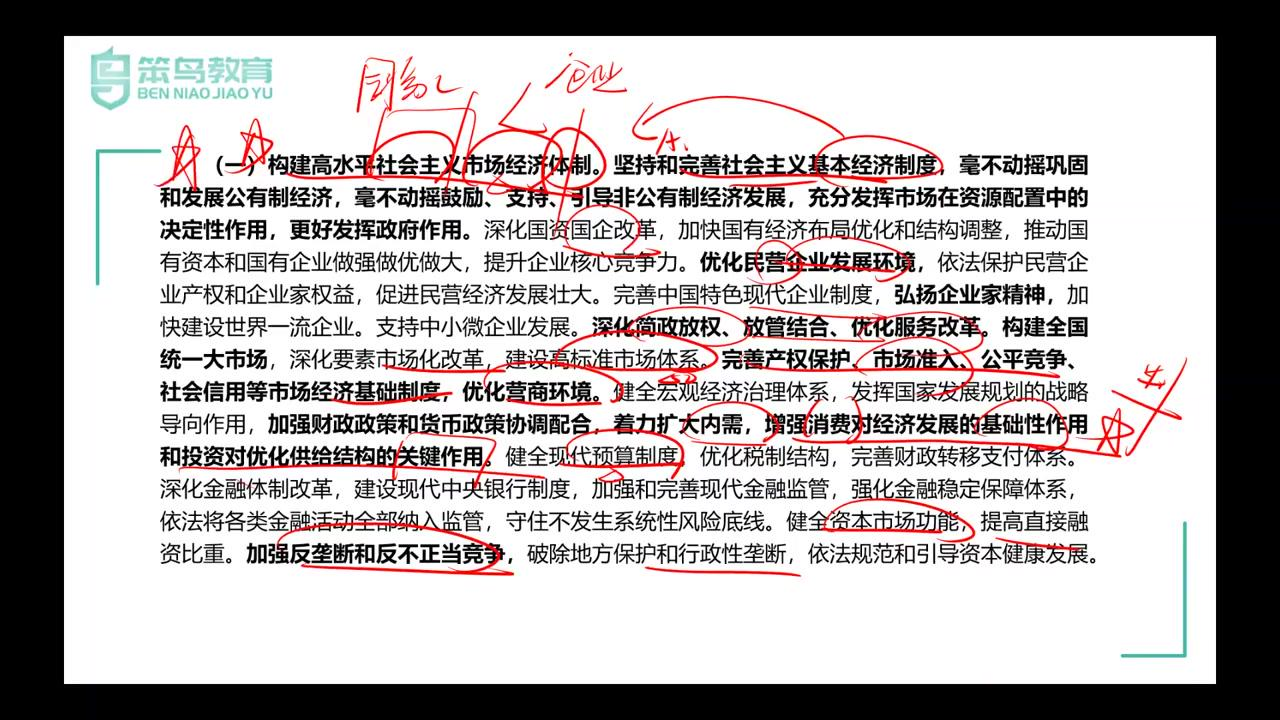 笨鸟教育
BEN NIAO JIAO YU
企业
（一）构建高水平社会主义市场经济体制。坚持和完善社会主义基本经济制度，毫不动摇巩固
和发展公有制经济，毫不动摇鼓励、支持、引导非公有制经济发展，充分发挥市场在资源配置中的
决定性作用，更好发挥政府作用。深化国资国企改革，加快国有经济布局优化和结构调整，推动国
有资本和国有企业做强做优做大，提升企业核心竞争力。优化民营企业发展环境，依法保护民营企
业产权和企业家权益，促进民营经济发展壮大。完善中国特色现代企业制度，弘扬企业家精神，加
快建设世界一流企业。支持中小微企业发展。深化简政放权、放管结合、优化服务改革。构建全国
统一大市场，深化要素市场化改革，建设高标准市场体系。完善产权保护、市场准入、公平竞争、
社会信用等市场经济基础制度，优化营商环境。健全宏观经济治理体系，发挥国家发展规划的战略
导向作用，加强财政政策和货币政策协调配合，着力扩大内需，增强消费对经济发展的基础性作用
和投资对优化供给结构的关键作用。健全现代预算制度，优化税制结构，完善财政转移支付体系。
深化金融体制改革，建设现代中央银行制度，加强和完善现代金融监管，强化金融稳定保障体系，
依法将各类金融活动全部纳入监管，守住不发生系统性风险底线。健全资本市场功能，提高直接融
资比重。加强反垄断和反不正当竞争，破除地方保护和行政性垄断，依法规范和引导资本健康发展。